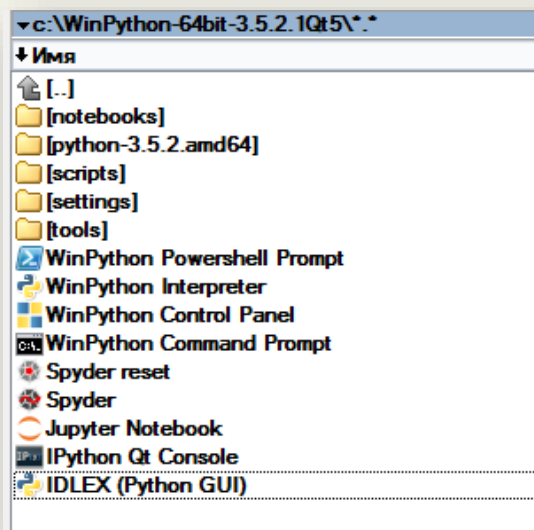 c:\WinPython-64bit-3.5.2.1Qt5\*.*
Имя
[..]
[notebooks]
[python-3.5.2.amd64]
[scripts]
[settings]
[tools]
WinPython Powershell Prompt
WinPython Interpreter
WinPython Control Panel
WinPython Command Prompt
Spyder reset
Spyder
Jupyter Notebook
IPython Qt Console
IDLEX (Python GUI)